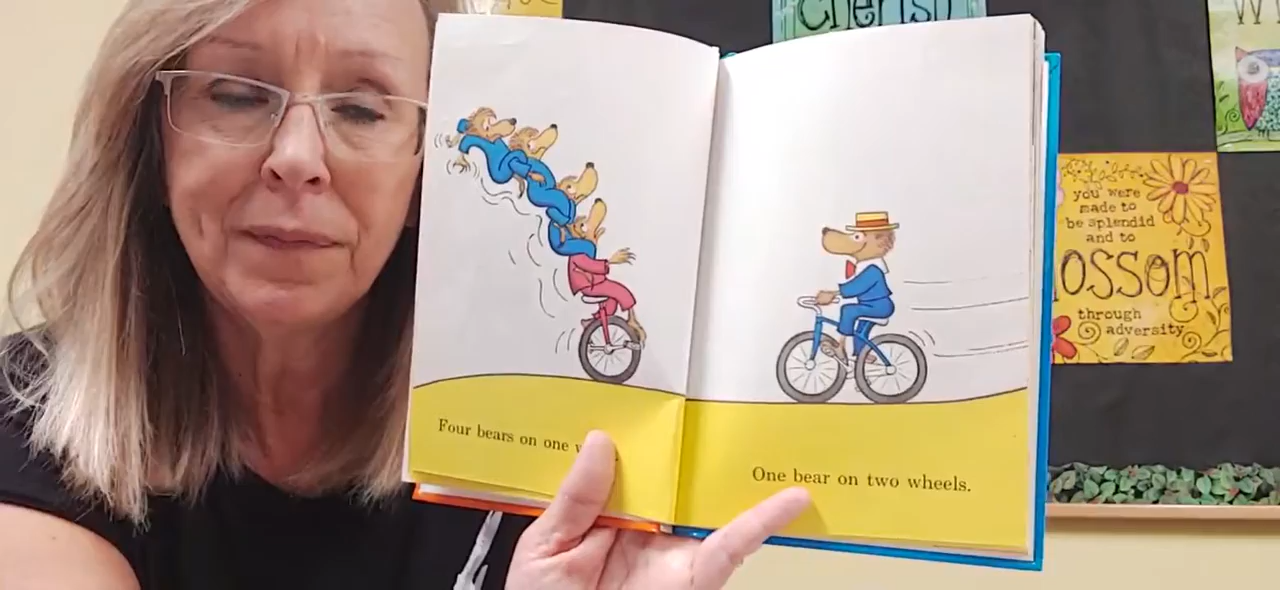 Cherish
W
you were
made to
be splendid
and to
OSSOM
through
adversity
Four bears on one
One bear on two wheels.